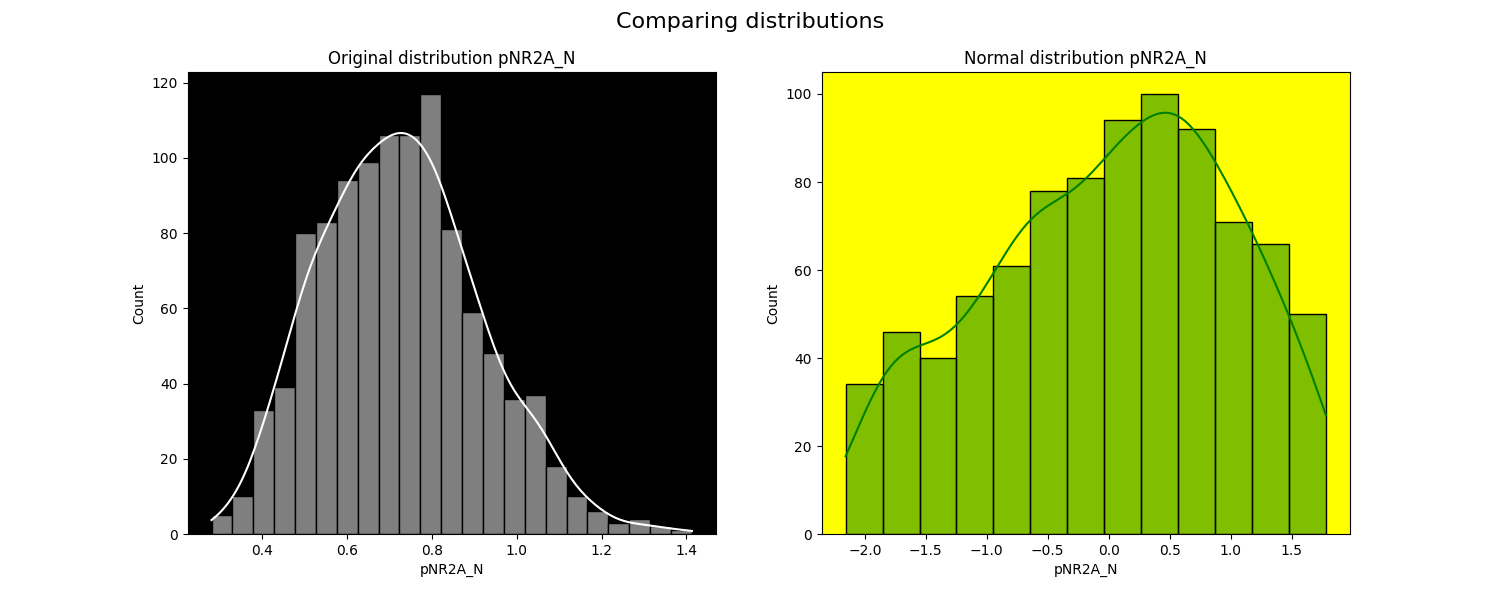 Comparing distributions
Original distribution pNR2A_N
120
100
80
60
40
20
0
Count
0.4 0.6 0.8 1.0 1.2 1.4
pNR2A_N
Normal distribution pNR2A_N
100
80
60
40
20
0
Count
−2.0 −1.5 −1.0 −0.5 0.0 0.5 1.0 1.5
pNR2A_N